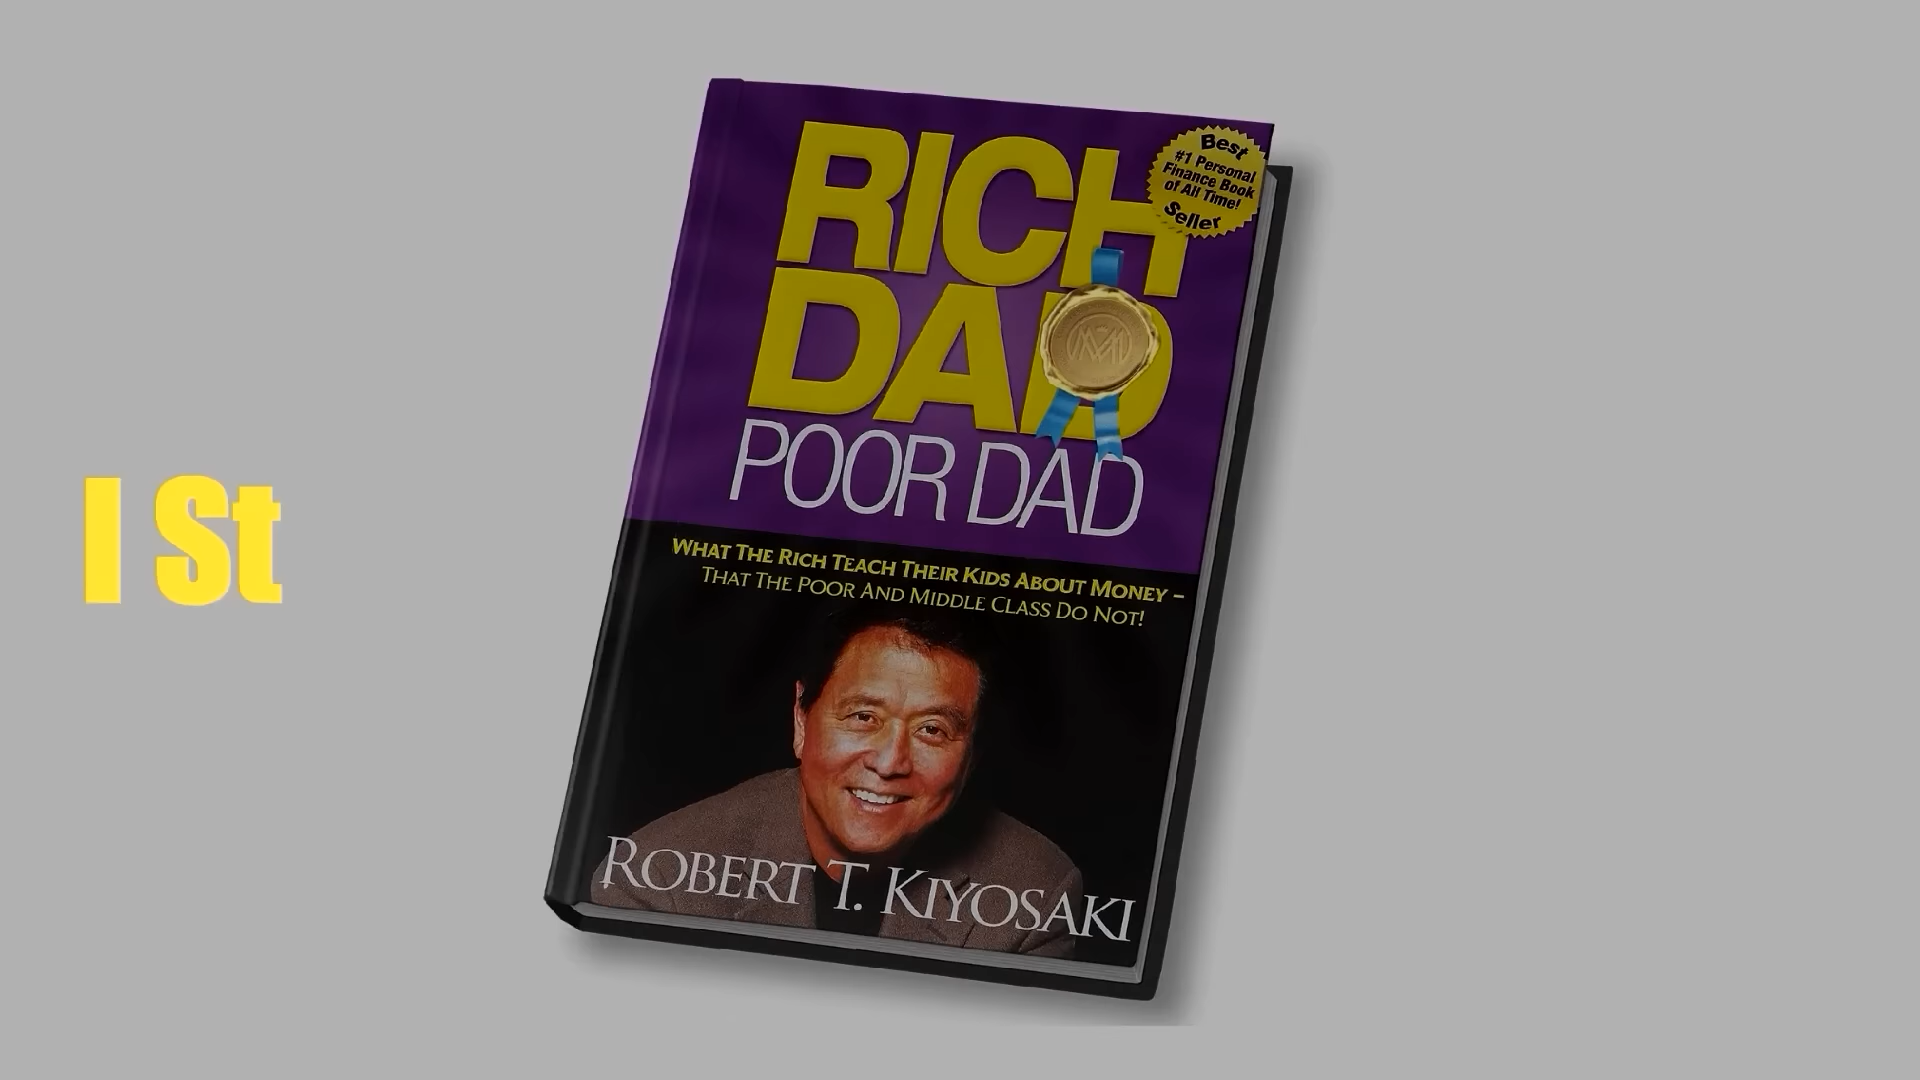 I St
RICH
DAD
POOR DAD
Best
#1 Personal
Finance Book
of All Time!
Seller
WHAT THE RICH TEACH THEIR KIDS ABOUT MONEY –
THAT THE POOR AND MIDDLE CLASS DO NOT!
ROBERT T. KIYOSAKI